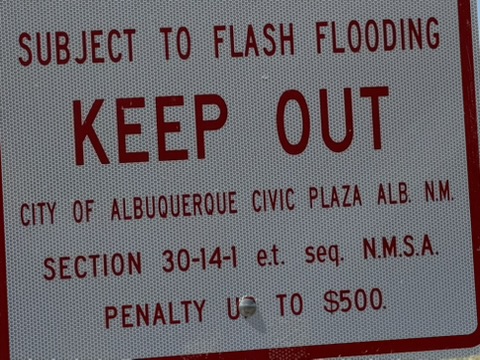 SUBJECT TO FLASH FLOODING
KEEP OUT
CITY OF ALBUQUERQUE CIVIC PLAZA ALB. N.M.
SECTION 30-14-1 e.t. seq. N.M.S.A.
PENALTY UP TO $500.